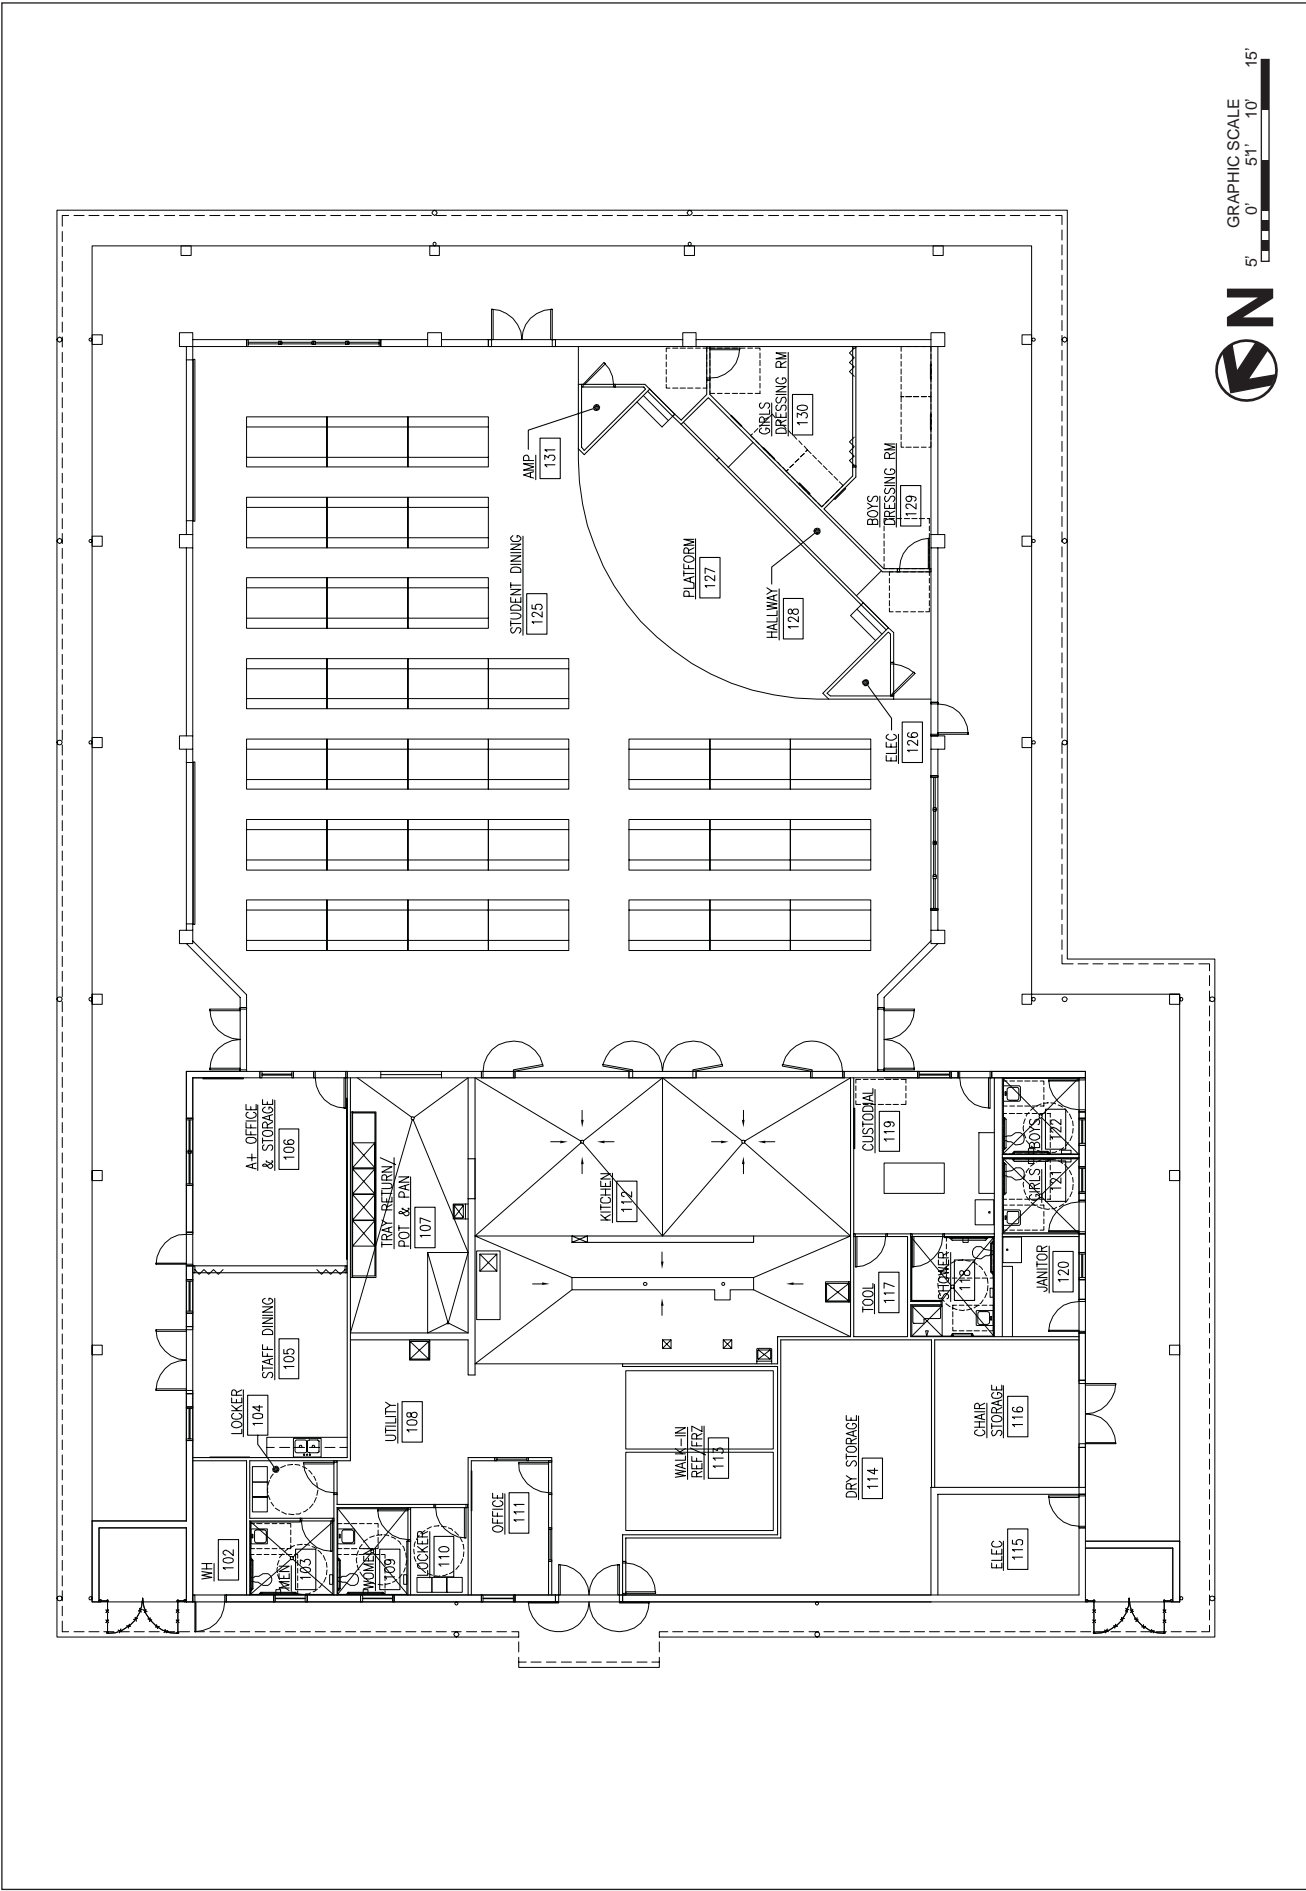 GRAPHIC SCALE
5' 0' 5'1' 10' 15'
N
AMP
131
STUDENT DINING
125
PLATFORM
127
HALLWAY
128
GIRLS
DRESSING RM
130
BOYS
DRESSING RM
129
ELEC
126
A+ OFFICE
& STORAGE
106
TRAY RETURN/
POT & PAN
107
KITCHEN
112
CUSTODIAL
119
BOYS
122
GIRLS
121
JANITOR
120
SHOWER
118
TOOL
117
STAFF DINING
105
LOCKER
104
UTILITY
108
WALK-IN
REF/FRZ
113
DRY STORAGE
114
CHAIR
STORAGE
116
OFFICE
111
ELEC
115
WH
102
MEN
103
WOMEN
109
LOCKER
110